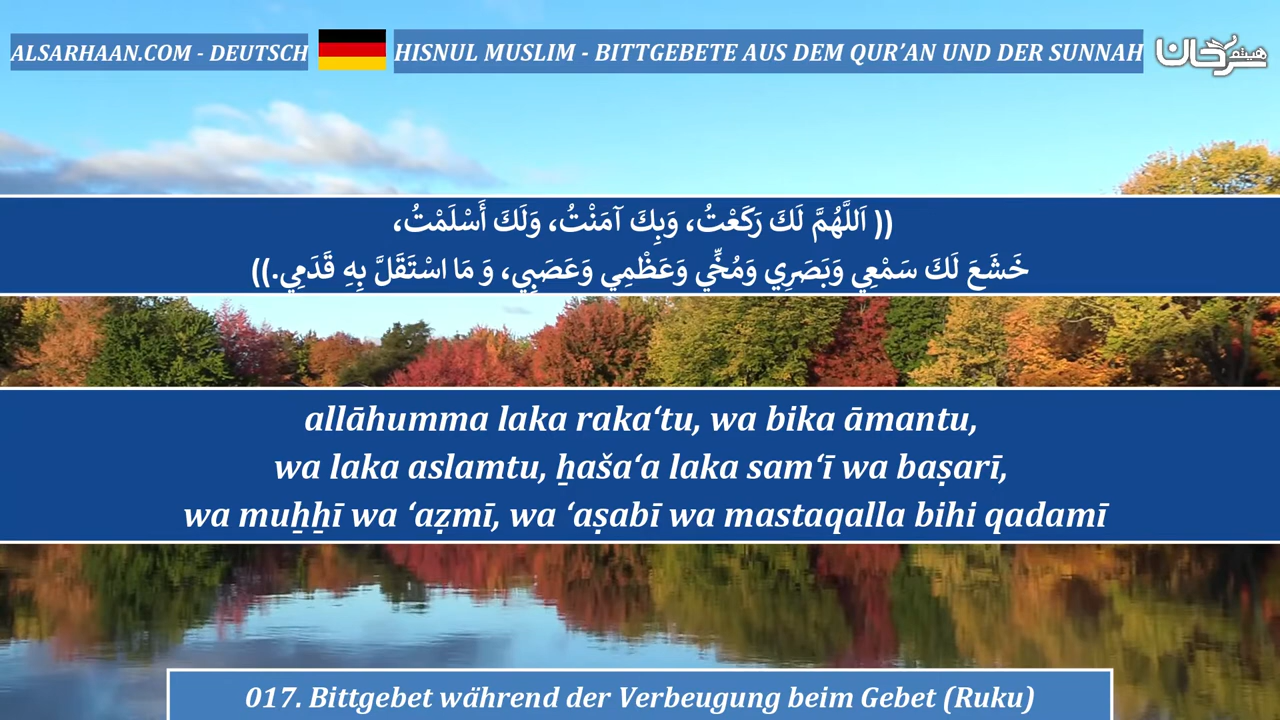 ALSARHAAN.COM - DEUTSCH
HISNUL MUSLIM - BITTGEBETE AUS DEM QUR’AN UND DER SUNNAH
هيثم سرحان
(( اَللَّهُمَّ لَكَ رَكَعْتُ، وَبِكَ آمَنْتُ، وَلَكَ أَسْلَمْتُ،
خَشَعَ لَكَ سَمْعِي وَبَصَرِي وَمُخِّي وَعَظْمِي وَعَصَبِي، وَ مَا اسْتَقَلَّ بِهِ قَدَمِي.))
allāhumma laka raka‘tu, wa bika āmantu,
wa laka aslamtu, ẖaša‘a laka sam‘ī wa baṣarī,
wa muẖẖī wa ‘aẓmī, wa ‘aṣabī wa mastaqalla bihi qadamī
017. Bittgebet während der Verbeugung beim Gebet (Ruku)